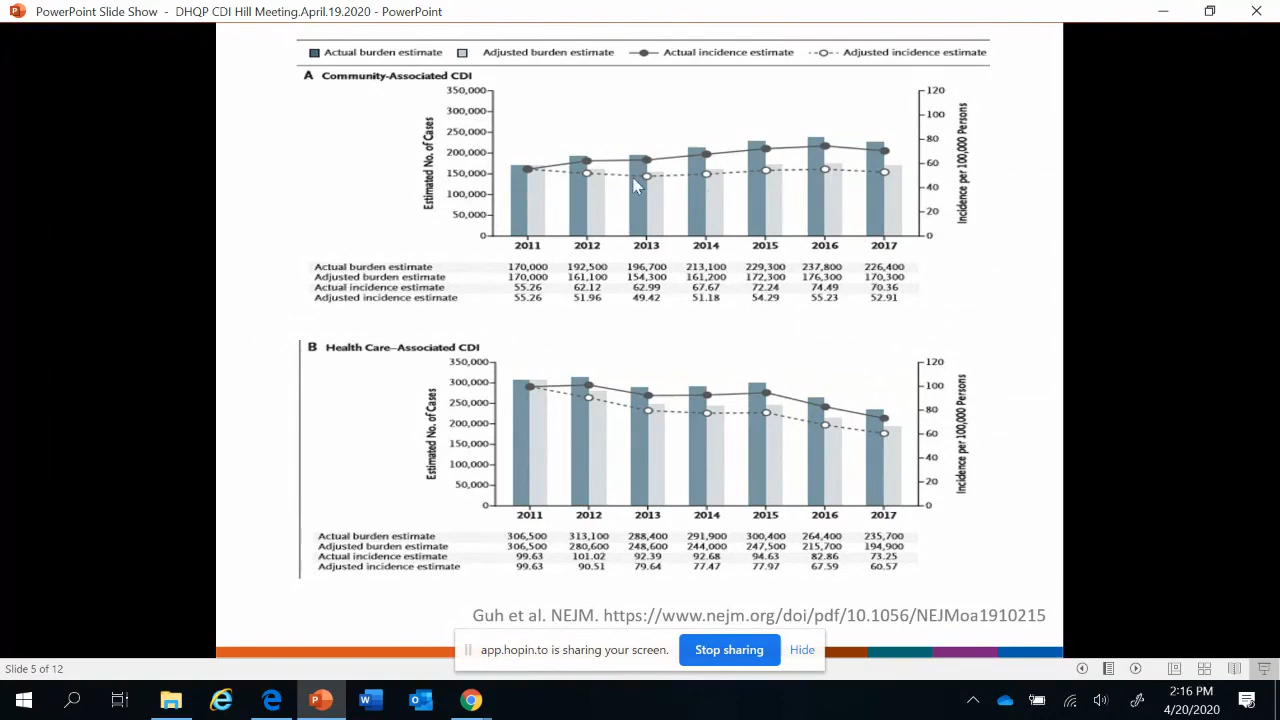 PowerPoint Slide Show - DHQP CDI Hill Meeting.April.19.2020 - PowerPoint
Actual burden estimate Adjusted burden estimate Actual incidence estimate Adjusted incidence estimate
A Community-Associated CDI
350,000 120
300,000 100
250,000 80
200,000 60
150,000 40
100,000 20
50,000 0
0
Estimated No. of Cases
Incidence per 100,000 Persons
2011 2012 2013 2014 2015 2016 2017
Actual burden estimate 170,000 192,500 196,700 213,100 229,300 237,800 226,400
Adjusted burden estimate 170,000 161,100 154,300 161,200 172,300 176,300 170,300
Actual incidence estimate 55.26 62.12 62.99 67.67 72.24 74.49 70.36
Adjusted incidence estimate 55.26 51.96 49.42 51.18 54.29 55.23 52.91
B Health Care–Associated CDI
350,000 120
300,000 100
250,000 80
200,000 60
150,000 40
100,000 20
50,000 0
0
Estimated No. of Cases
Incidence per 100,000 Persons
2011 2012 2013 2014 2015 2016 2017
Actual burden estimate 306,500 313,100 288,400 291,900 300,400 264,400 235,700
Adjusted burden estimate 306,500 280,600 248,600 244,000 247,500 215,700 194,900
Actual incidence estimate 99.63 101.02 92.39 92.68 94.63 82.86 73.25
Adjusted incidence estimate 99.63 90.51 79.64 77.47 77.97 67.59 60.57
Guh et al. NEJM. https://www.nejm.org/doi/pdf/10.1056/NEJMoa1910215
app.hopin.to is sharing your screen. Stop sharing Hide
Slide 5 of 12
2:16 PM
4/20/2020